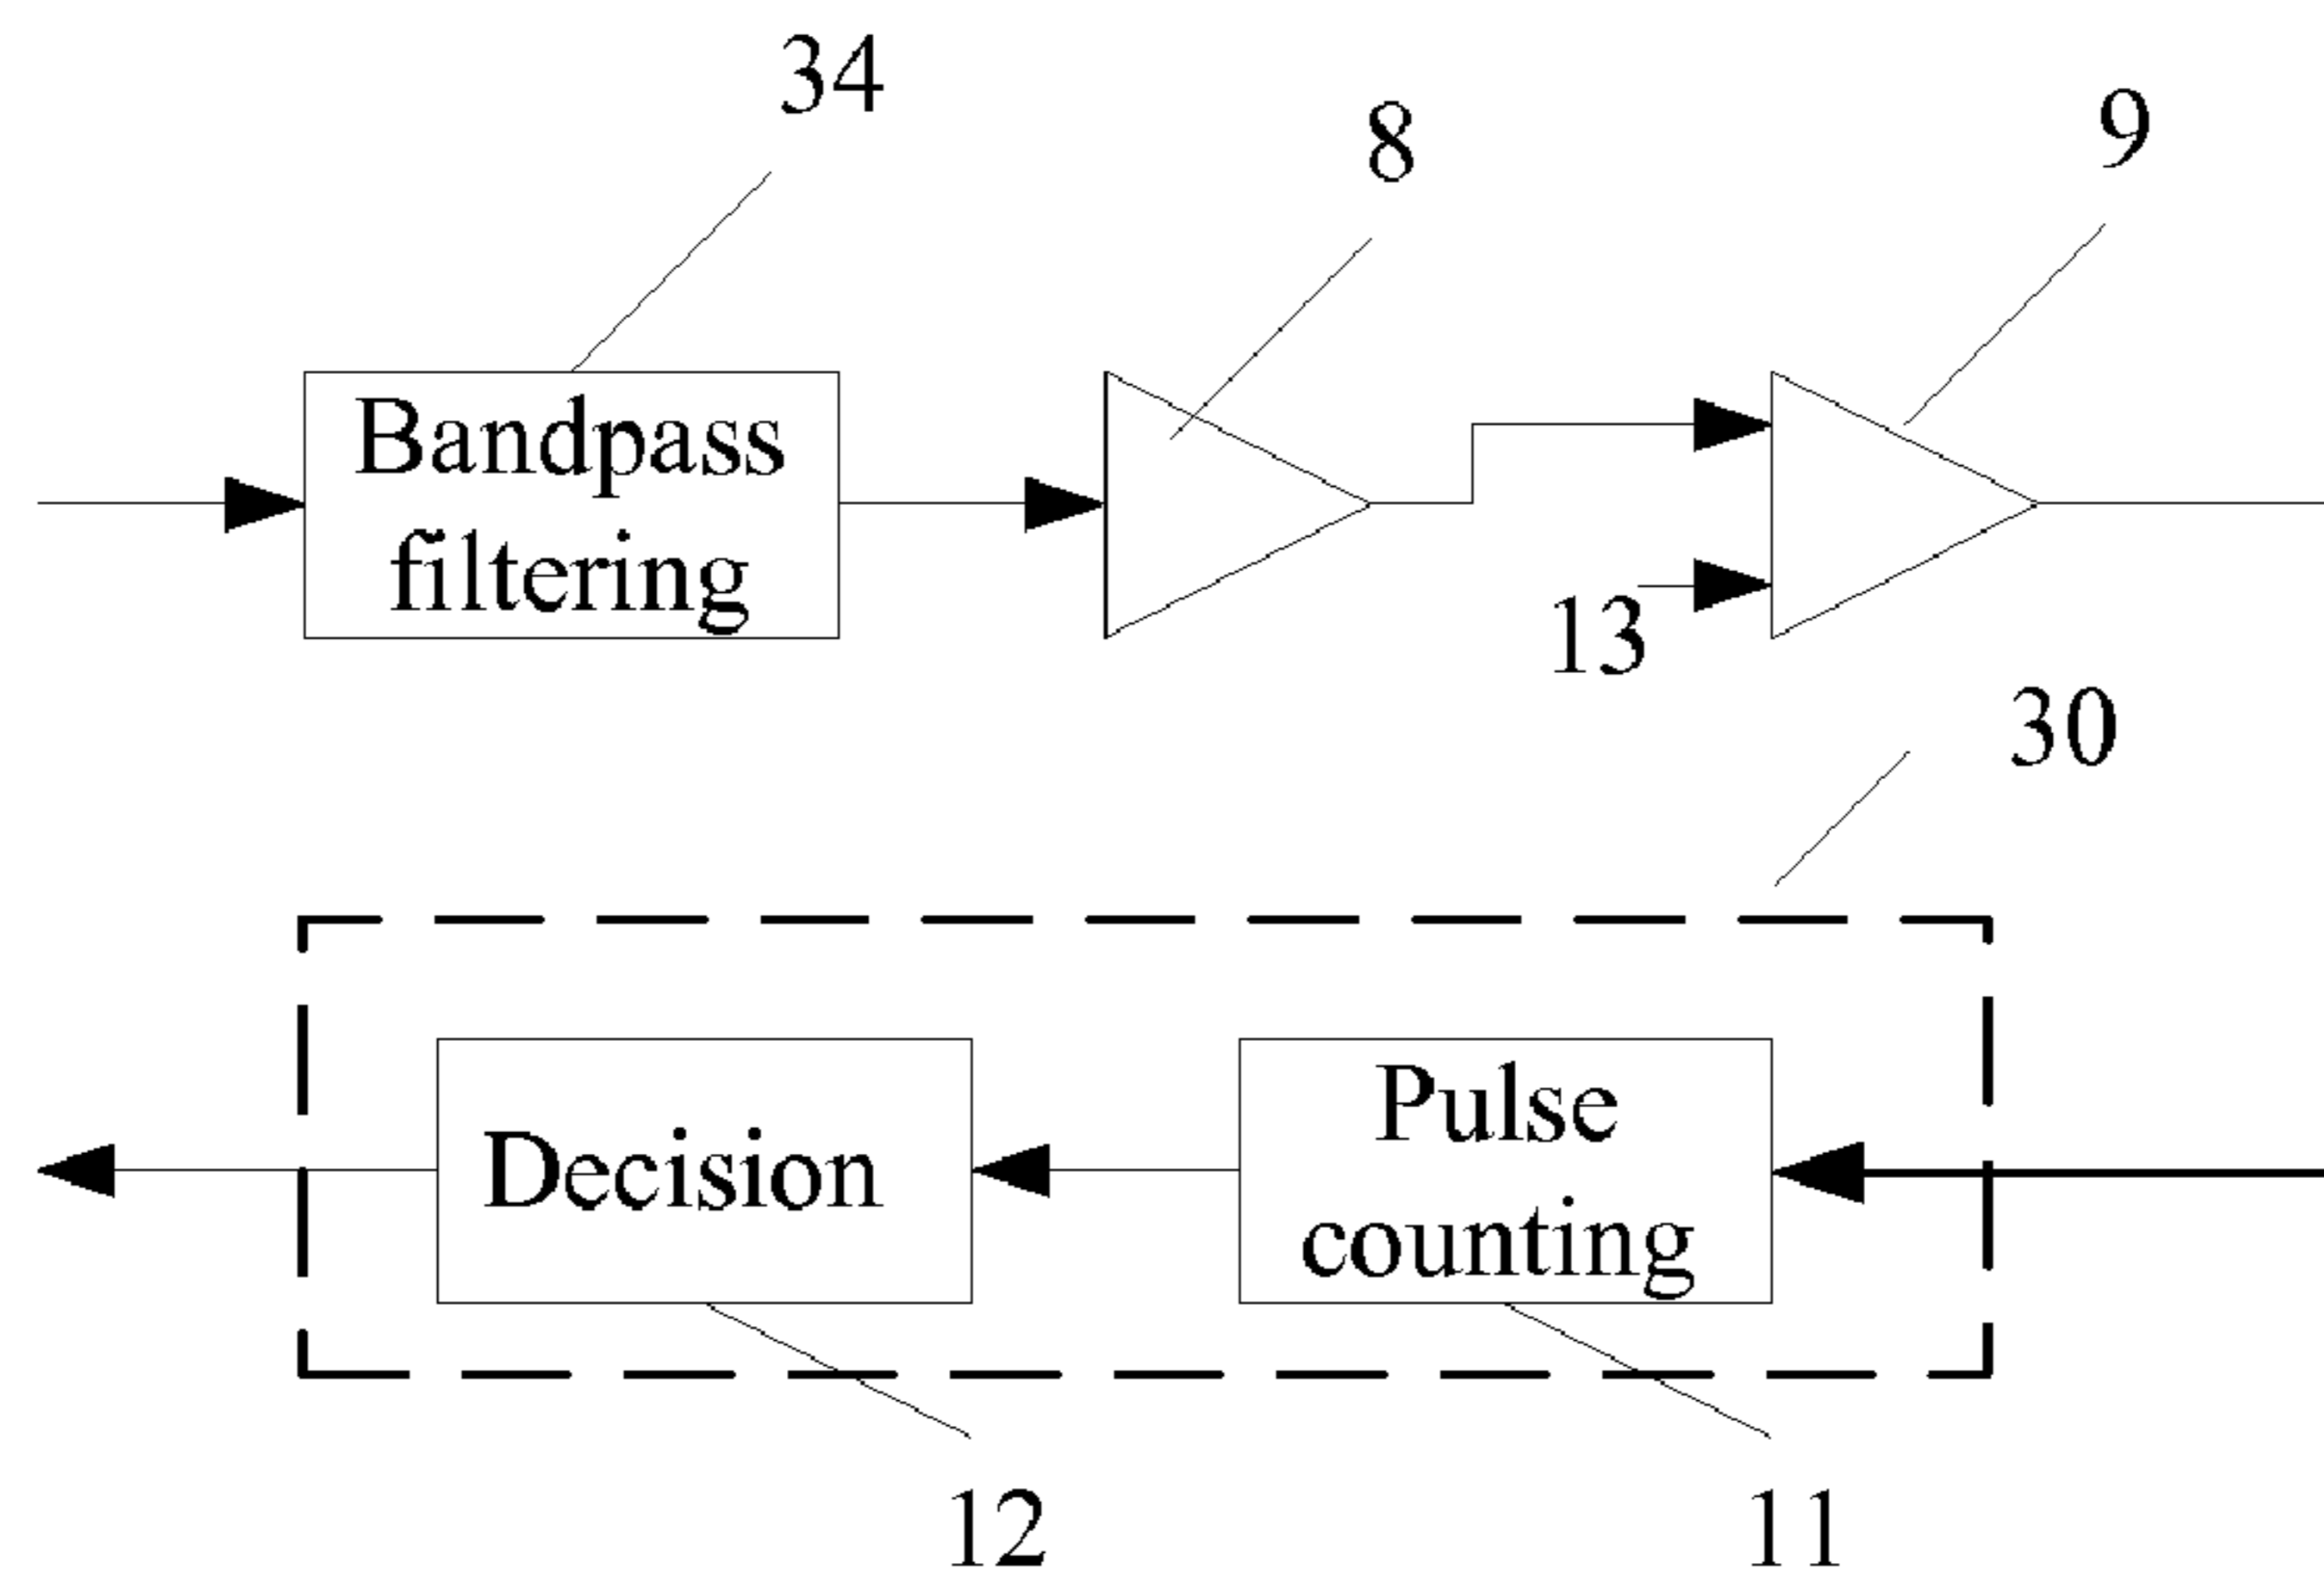 34
8
9
Bandpass
filtering
13
30
Pulse
Decision
counting
12
11